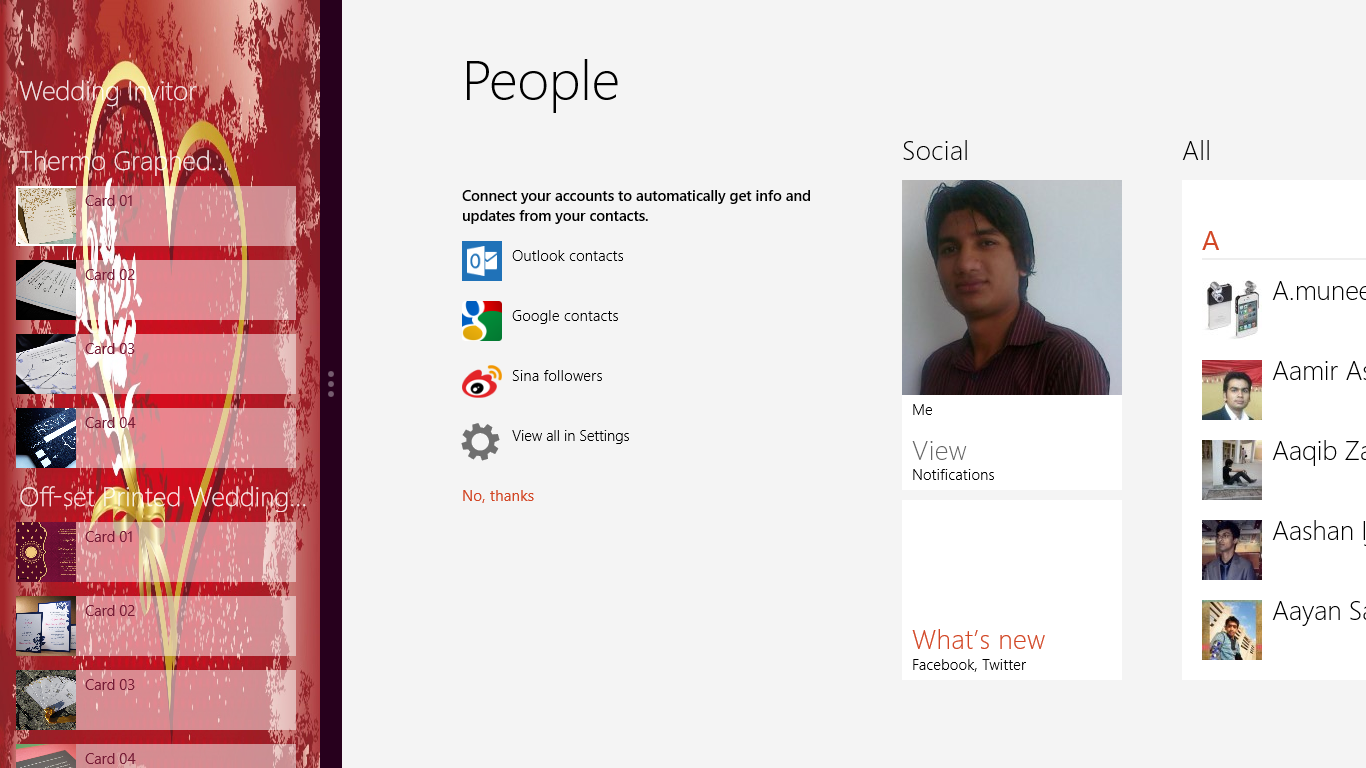 Wedding Invitor
Thermo Graphed...
Card 01
Card 02
Card 03
Card 04
Off-set Printed Wedding...
Card 01
Card 02
Card 03
Card 04
People
Connect your accounts to automatically get info and
updates from your contacts.
Outlook contacts
Google contacts
Sina followers
View all in Settings
No, thanks
Social
Me
View
Notifications
What's new
Facebook, Twitter
All
A
A.munee
Aamir As
Aaqib Za
Aashan
Aayan Sa